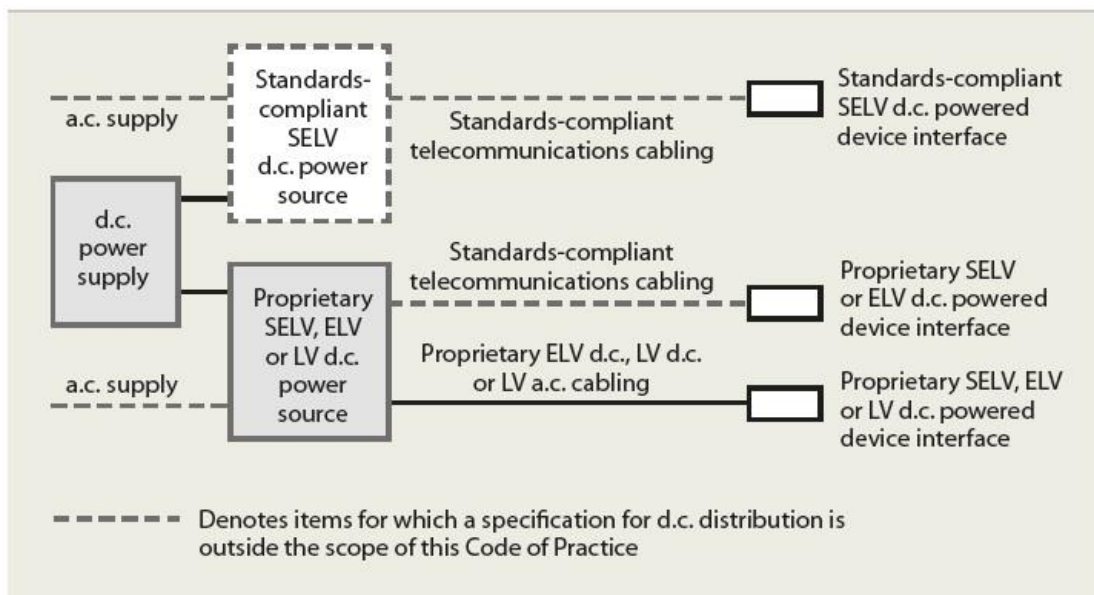 Standards-
compliant
SELV
d.c. power
source
a.c. supply
Standards-compliant
telecommunications cabling
Standards-compliant
SELV d.c. powered
device interface
d.c.
power
supply
Standards-compliant
telecommunications cabling
Proprietary SELV
or ELV d.c. powered
device interface
Proprietary
SELV, ELV
or LV d.c.
power
source
a.c. supply
Proprietary ELV d.c., LV d.c.
or LV a.c. cabling
Proprietary SELV, ELV
or LV d.c. powered
device interface
Denotes items for which a specification for d.c. distribution is
outside the scope of this Code of Practice